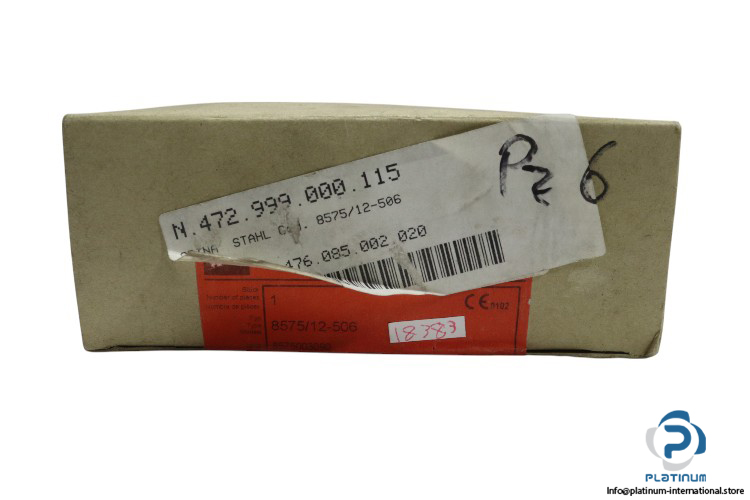 N.472.999.000.115
STAHL 8575/12-506
476.085.002.020
Pz 6
1
CE 0102
8575/12-506
18383
PLATINUM
Info@platinum-international.store